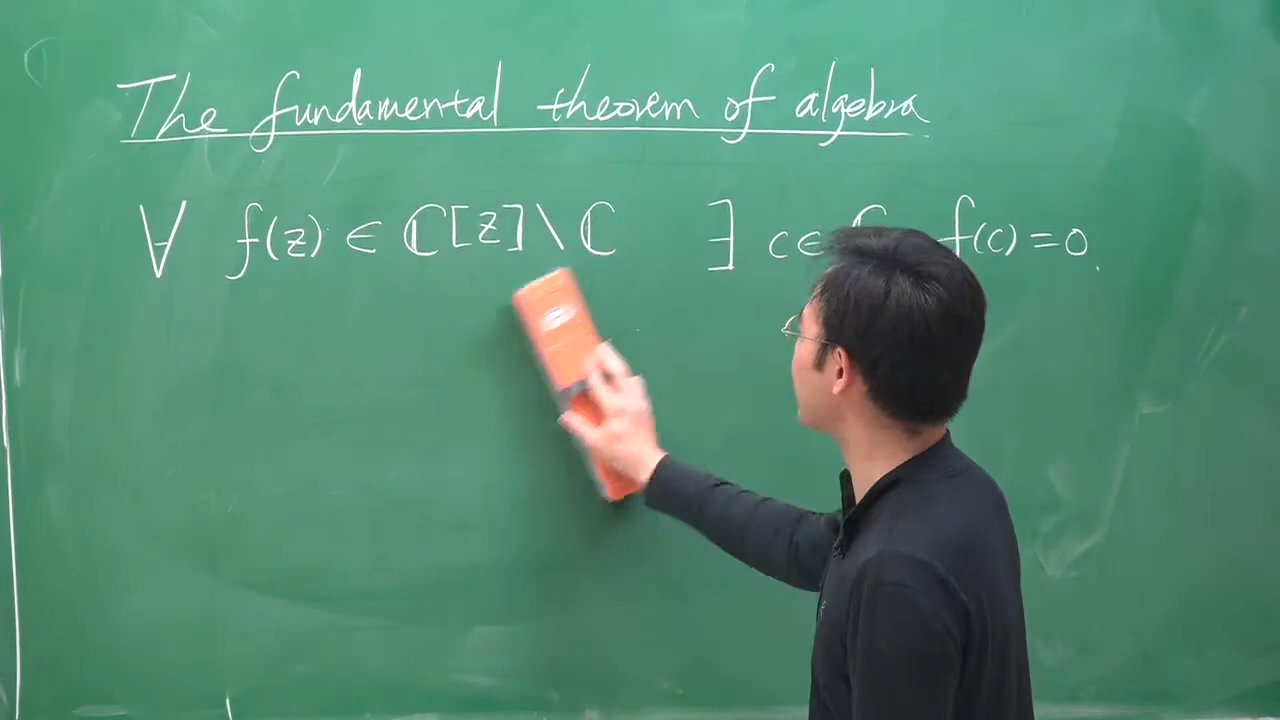 The fundamental theorem of algebra
∀ f(z) ∈ ℂ[z]\ℂ ∃ c∈ ℂ f(c)=0.